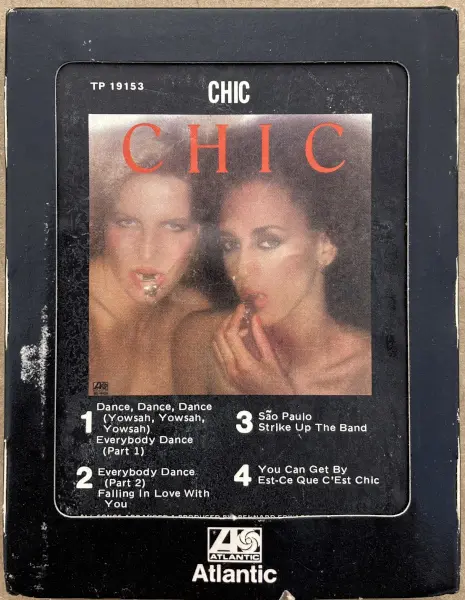 TP 19153
CHIC
CHIC
ATLANTIC
1 Dance, Dance, Dance
(Yowsah, Yowsah,
Yowsah)
Everybody Dance
(Part 1)
2 Everybody Dance
(Part 2)
Falling In Love With
You
3 São Paulo
Strike Up The Band
4 You Can Get By
Est-Ce Que C'Est Chic
ATLANTIC
Atlantic